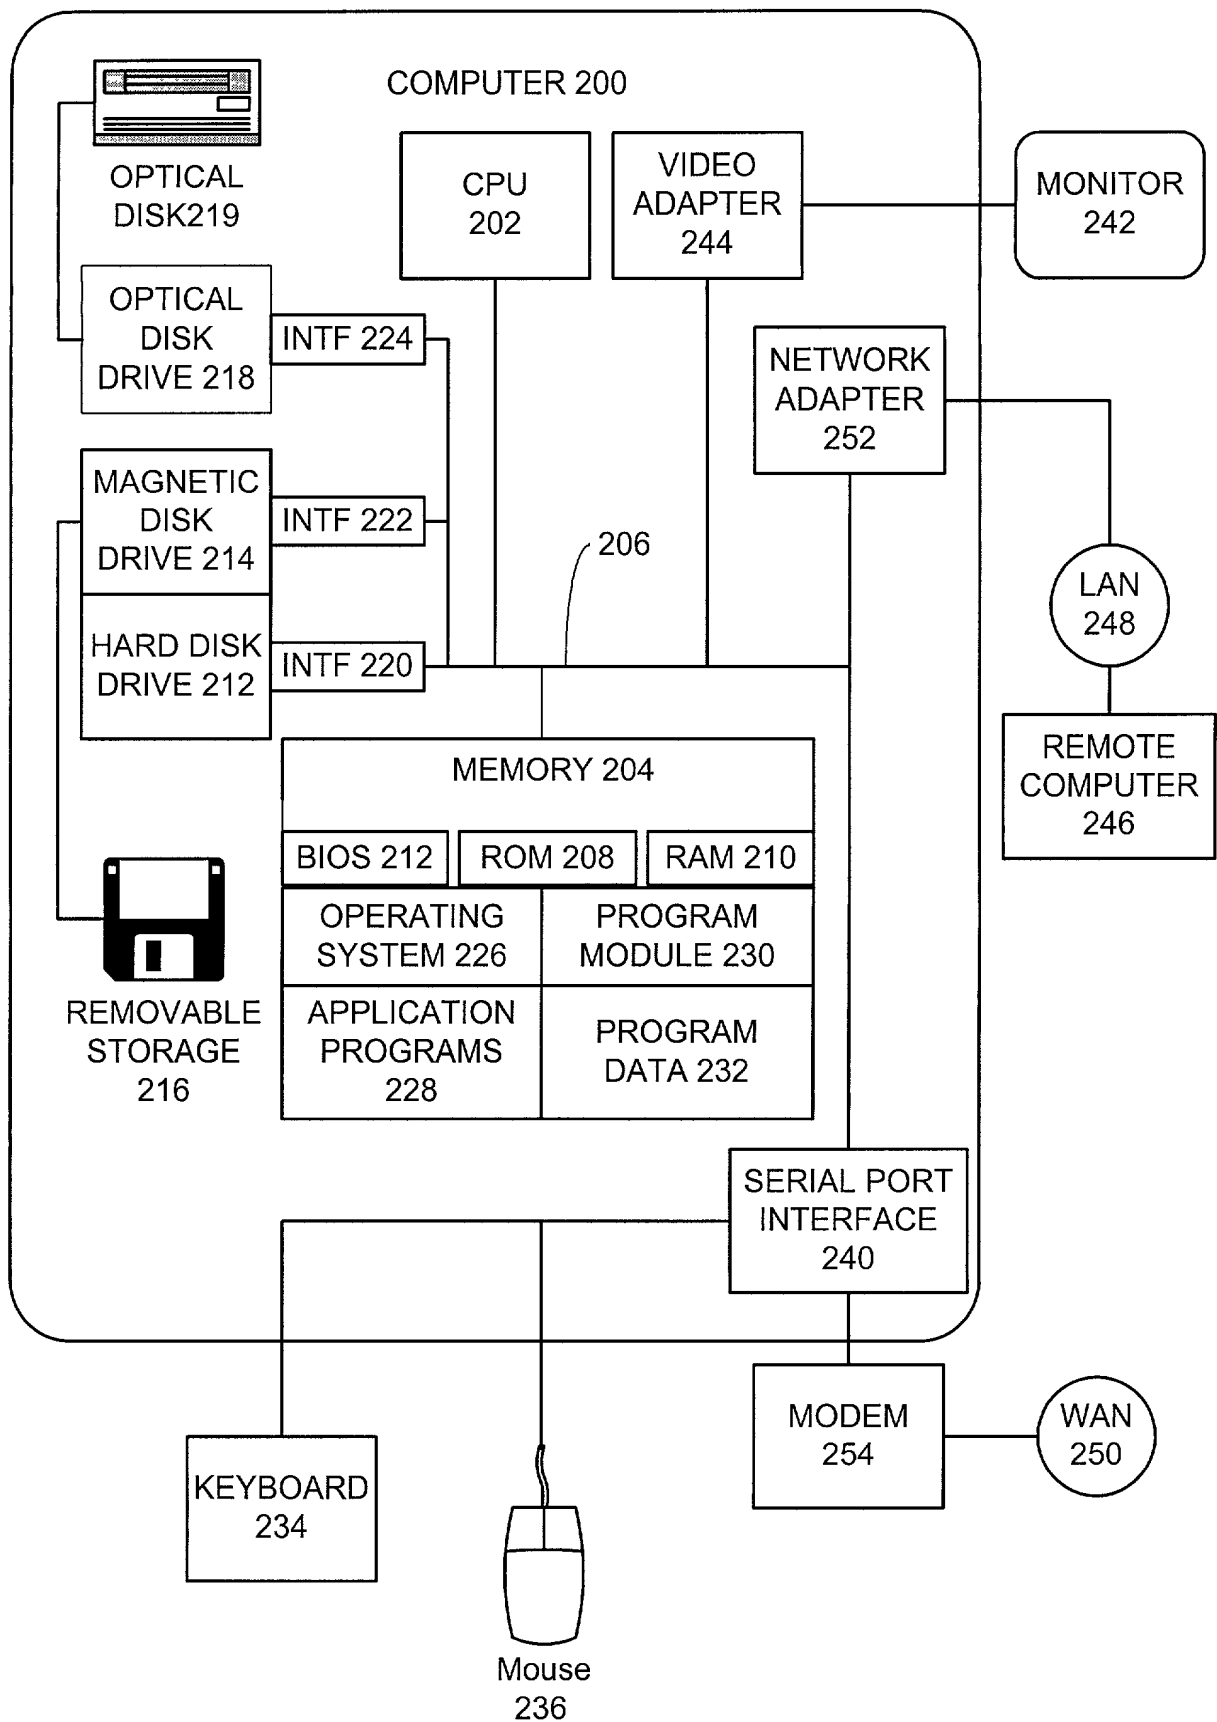 COMPUTER 200
OPTICAL
DISK219
CPU
202
VIDEO
ADAPTER
244
MONITOR
242
OPTICAL
DISK
DRIVE 218
INTF 224
NETWORK
ADAPTER
252
MAGNETIC
DISK
DRIVE 214
INTF 222
206
LAN
248
HARD DISK
DRIVE 212
INTF 220
REMOTE
COMPUTER
246
MEMORY 204
BIOS 212
ROM 208
RAM 210
OPERATING
SYSTEM 226
PROGRAM
MODULE 230
REMOVABLE
STORAGE
216
APPLICATION
PROGRAMS
228
PROGRAM
DATA 232
SERIAL PORT
INTERFACE
240
MODEM
254
WAN
250
KEYBOARD
234
Mouse
236